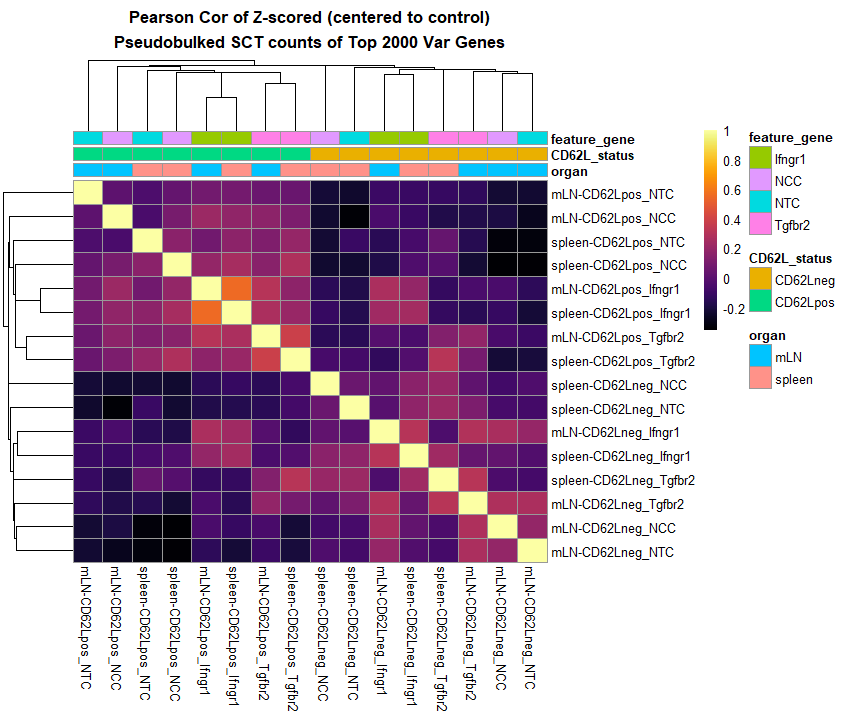 Pearson Cor of Z-scored (centered to control)
Pseudobulked SCT counts of Top 2000 Var Genes
feature_gene
CD62L_status
organ
mLN-CD62Lpos_NTC
mLN-CD62Lpos_NCC
spleen-CD62Lpos_NTC
spleen-CD62Lpos_NCC
mLN-CD62Lpos_Ifngr1
spleen-CD62Lpos_Ifngr1
mLN-CD62Lpos_Tgfbr2
spleen-CD62Lpos_Tgfbr2
spleen-CD62Lneg_NCC
spleen-CD62Lneg_NTC
mLN-CD62Lneg_Ifngr1
spleen-CD62Lneg_Ifngr1
spleen-CD62Lneg_Tgfbr2
mLN-CD62Lneg_Tgfbr2
mLN-CD62Lneg_NCC
mLN-CD62Lneg_NTC
mLN-CD62Lpos_NTC
mLN-CD62Lpos_NCC
spleen-CD62Lpos_NTC
spleen-CD62Lpos_NCC
mLN-CD62Lpos_Ifngr1
spleen-CD62Lpos_Ifngr1
mLN-CD62Lpos_Tgfbr2
spleen-CD62Lpos_Tgfbr2
spleen-CD62Lneg_NCC
spleen-CD62Lneg_NTC
mLN-CD62Lneg_Ifngr1
spleen-CD62Lneg_Ifngr1
spleen-CD62Lneg_Tgfbr2
mLN-CD62Lneg_Tgfbr2
mLN-CD62Lneg_NCC
mLN-CD62Lneg_NTC
1
0.8
0.6
0.4
0.2
0
-0.2
feature_gene
Ifngr1
NCC
NTC
Tgfbr2
CD62L_status
CD62Lneg
CD62Lpos
organ
mLN
spleen